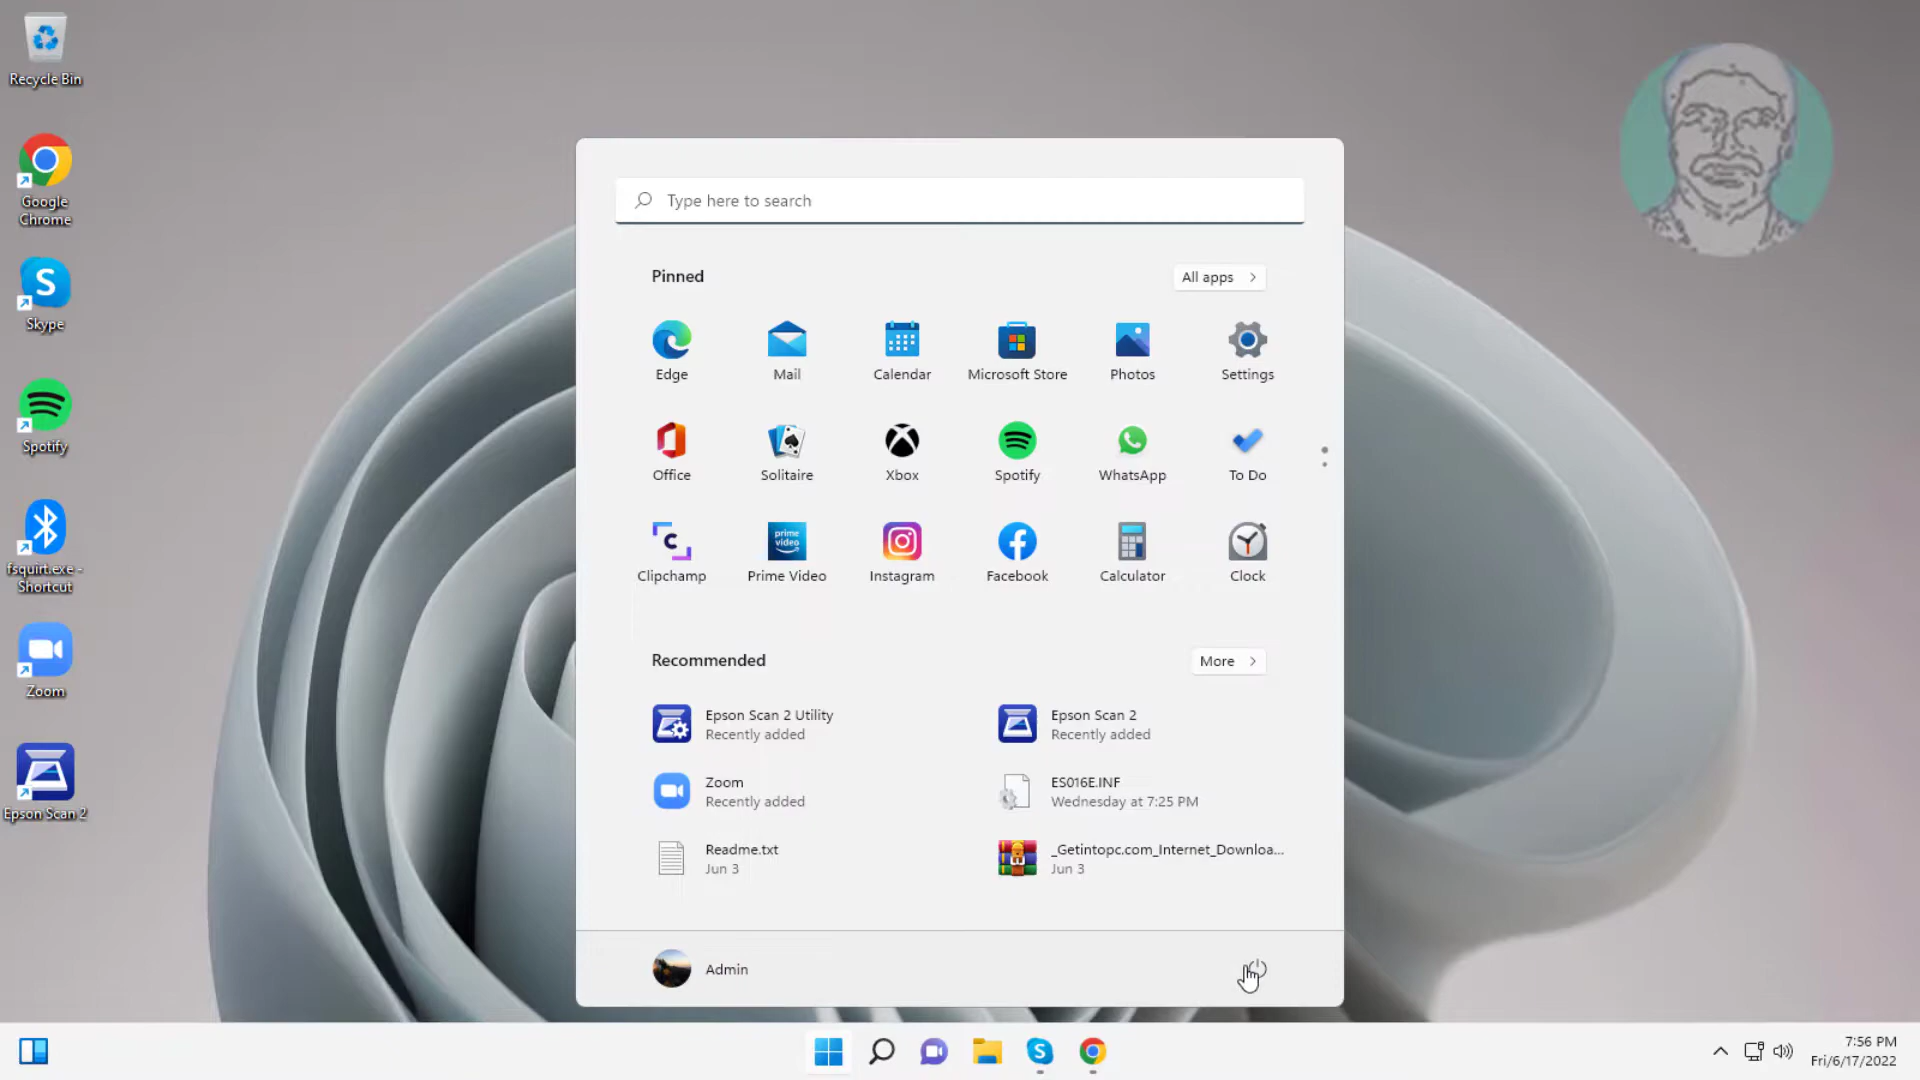 Recycle Bin
Google
Chrome
Skype
Spotify
fsquirt.exe -
Shortcut
Zoom
Epson Scan 2
Type here to search
Pinned
All apps
Edge
Mail
Calendar
Microsoft Store
Photos
Settings
Office
Solitaire
Xbox
Spotify
WhatsApp
To Do
Clipchamp
prime
video
Prime Video
Instagram
Facebook
Calculator
Clock
Recommended
More
Epson Scan 2 Utility
Recently added
Epson Scan 2
Recently added
Zoom
Recently added
ES016E.INF
Wednesday at 7:25 PM
Readme.txt
Jun 3
_Getintopc.com_Internet_Downloa...
Jun 3
Admin
7:56 PM
Fri/6/17/2022